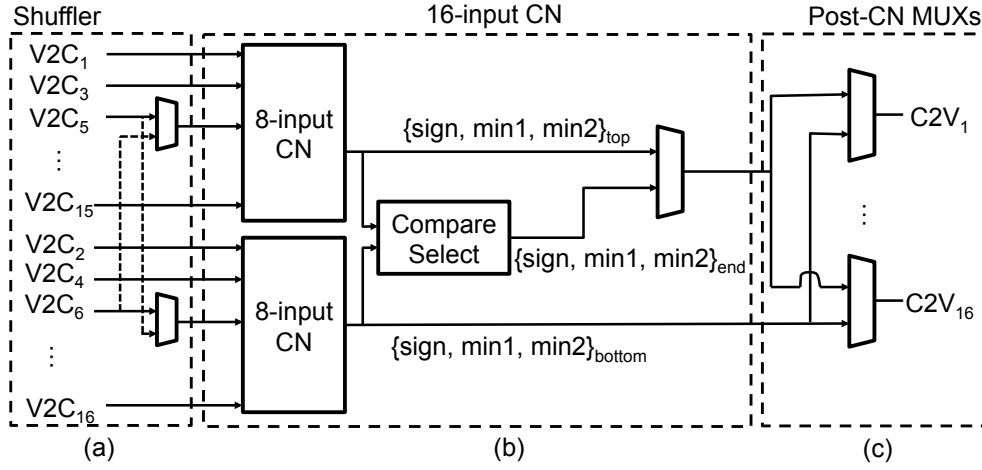 Shuffler
16-input CN
Post-CN MUXs
V2C1
V2C3
V2C5
...
V2C15
V2C2
V2C4
V2C6
...
V2C16
8-input
CN
8-input
CN
{sign, min1, min2}top
Compare
Select
{sign, min1, min2}end
{sign, min1, min2}bottom
C2V1
...
C2V16
(a)
(b)
(c)